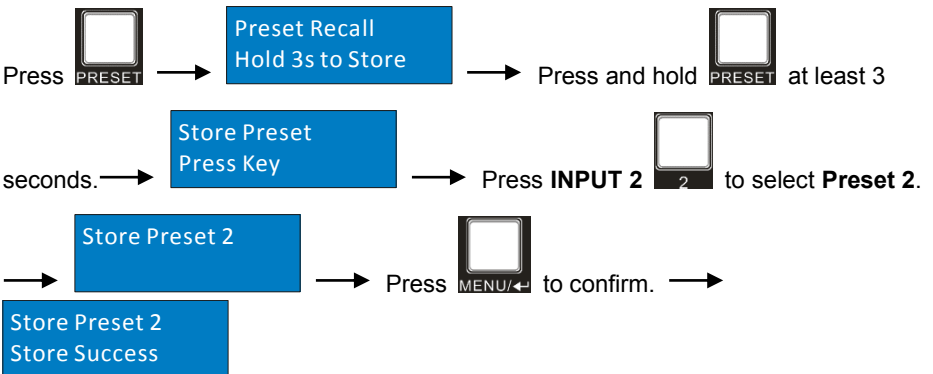 Preset Recall
Hold 3s to Store
Press PRESET Press and hold PRESET at least 3
Store Preset
Press Key
seconds. Press INPUT 2 2 to select Preset 2.
Store Preset 2
Press MENU/↵ to confirm.
Store Preset 2
Store Success